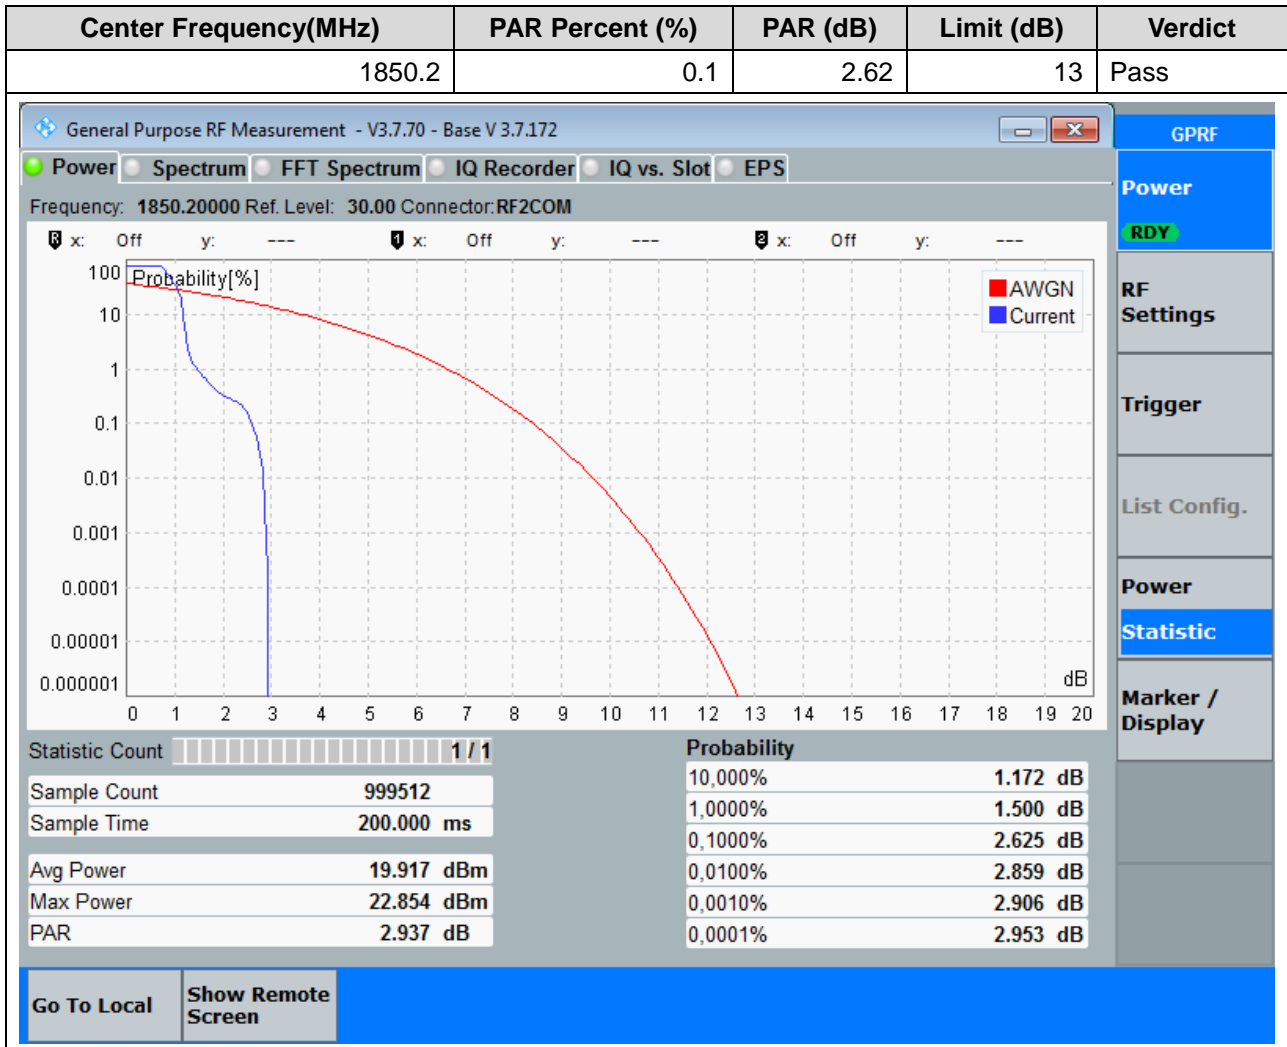 Center Frequency(MHz) PAR Percent (%) PAR (dB) Limit (dB) Verdict
1850.2 0.1 2.62 13 Pass
General Purpose RF Measurement - V3.7.70 - Base V 3.7.172
GPRF
Power Spectrum FFT Spectrum IQ Recorder IQ vs. Slot EPS
Power
RDY
Frequency: 1850.20000 Ref. Level: 30.00 Connector:RF2COM
R x: Off y: --- 1 x: Off y: --- 2 x: Off y: ---
Probability[%]
AWGN
Current
100
10
1
0.1
0.01
0.001
0.0001
0.00001
0.000001
dB
0 1 2 3 4 5 6 7 8 9 10 11 12 13 14 15 16 17 18 19 20
RF
Settings
Trigger
List Config.
Power
Statistic
Marker /
Display
Statistic Count 1 / 1
Sample Count 999512
Sample Time 200.000 ms
Avg Power 19.917 dBm
Max Power 22.854 dBm
PAR 2.937 dB
Probability
10,000% 1.172 dB
1,0000% 1.500 dB
0,1000% 2.625 dB
0,0100% 2.859 dB
0,0010% 2.906 dB
0,0001% 2.953 dB
Go To Local
Show Remote
Screen